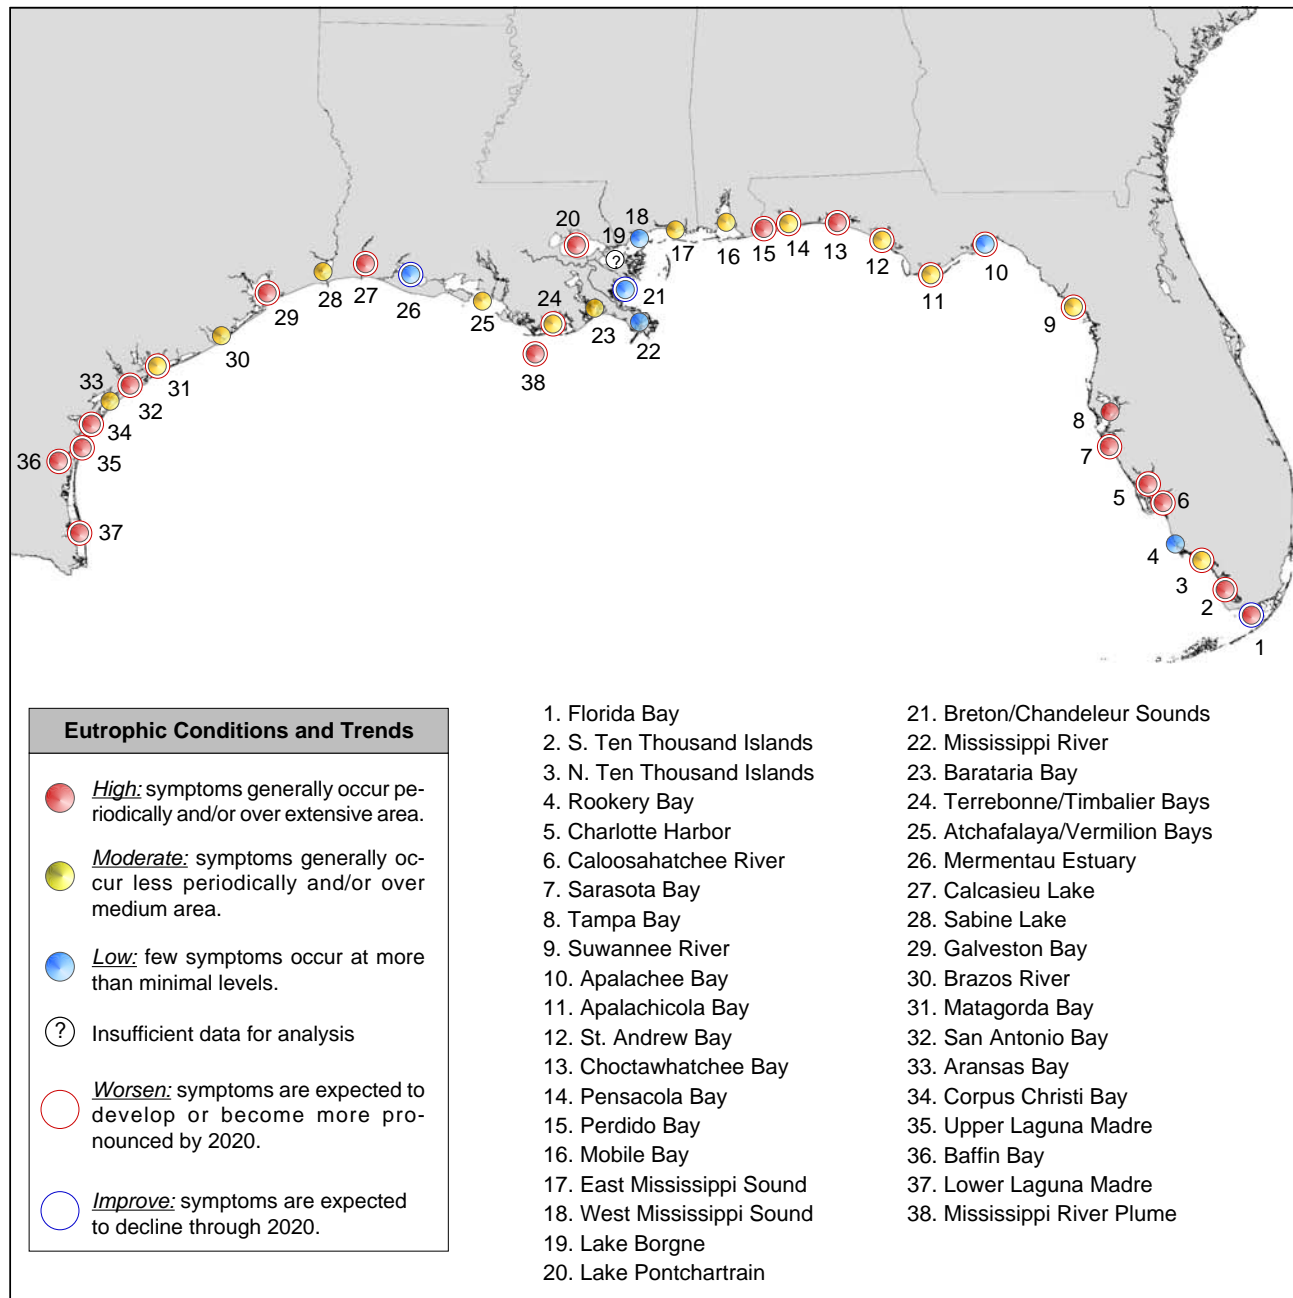 20
18
19
17
16
15
14
13
12
11
10
9
28
27
26
25
24
23
21
22
38
29
30
31
32
33
34
35
36
37
8
7
5
6
4
3
2
1
?
Eutrophic Conditions and Trends
High: symptoms generally occur pe-
riodically and/or over extensive area.
Moderate: symptoms generally oc-
cur less periodically and/or over
medium area.
Low: few symptoms occur at more
than minimal levels.
? Insufficient data for analysis
Worsen: symptoms are expected to
develop or become more pro-
nounced by 2020.
Improve: symptoms are expected
to decline through 2020.
1. Florida Bay
2. S. Ten Thousand Islands
3. N. Ten Thousand Islands
4. Rookery Bay
5. Charlotte Harbor
6. Caloosahatchee River
7. Sarasota Bay
8. Tampa Bay
9. Suwannee River
10. Apalachee Bay
11. Apalachicola Bay
12. St. Andrew Bay
13. Choctawhatchee Bay
14. Pensacola Bay
15. Perdido Bay
16. Mobile Bay
17. East Mississippi Sound
18. West Mississippi Sound
19. Lake Borgne
20. Lake Pontchartrain
21. Breton/Chandeleur Sounds
22. Mississippi River
23. Barataria Bay
24. Terrebonne/Timbalier Bays
25. Atchafalaya/Vermilion Bays
26. Mermentau Estuary
27. Calcasieu Lake
28. Sabine Lake
29. Galveston Bay
30. Brazos River
31. Matagorda Bay
32. San Antonio Bay
33. Aransas Bay
34. Corpus Christi Bay
35. Upper Laguna Madre
36. Baffin Bay
37. Lower Laguna Madre
38. Mississippi River Plume